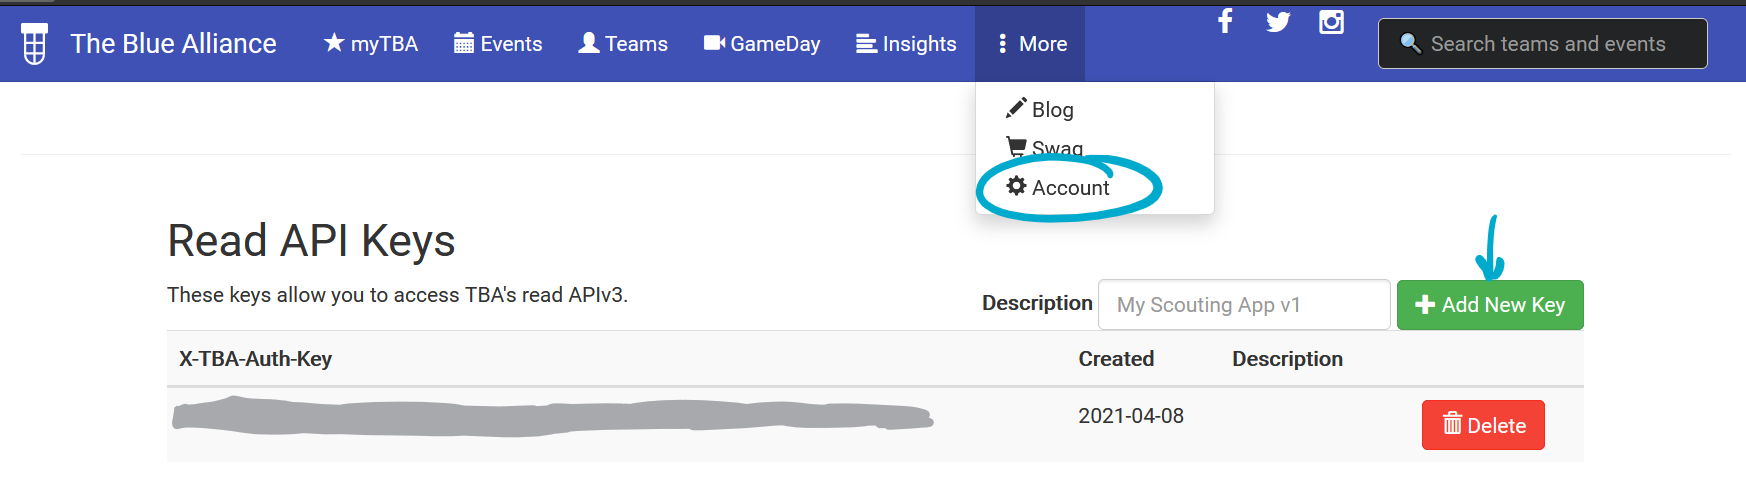 The Blue Alliance myTBA Events Teams GameDay Insights More Search teams and events
Blog
Swag
Account
Read API Keys
These keys allow you to access TBA's read APIv3.
Description My Scouting App v1 Add New Key
X-TBA-Auth-Key Created Description
2021-04-08 Delete